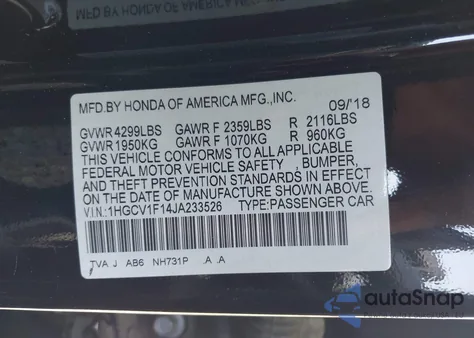 MFD.BY HONDA OF AMERICA MFG.,INC. 09/'18
GVWR 4299LBS GAWR F 2359LBS R 2116LBS
GVWR 1950KG GAWR F 1070KG R 960KG
THIS VEHICLE CONFORMS TO ALL APPLICABLE
FEDERAL MOTOR VEHICLE SAFETY , BUMPER,
AND THEFT PREVENTION STANDARDS IN EFFECT
ON THE DATE OF MANUFACTURE SHOWN ABOVE.
V.I.N.:1HGCV1F14JA233526 TYPE:PASSENGER CAR
TVA J AB6 NH731P .A .A
autoSnap